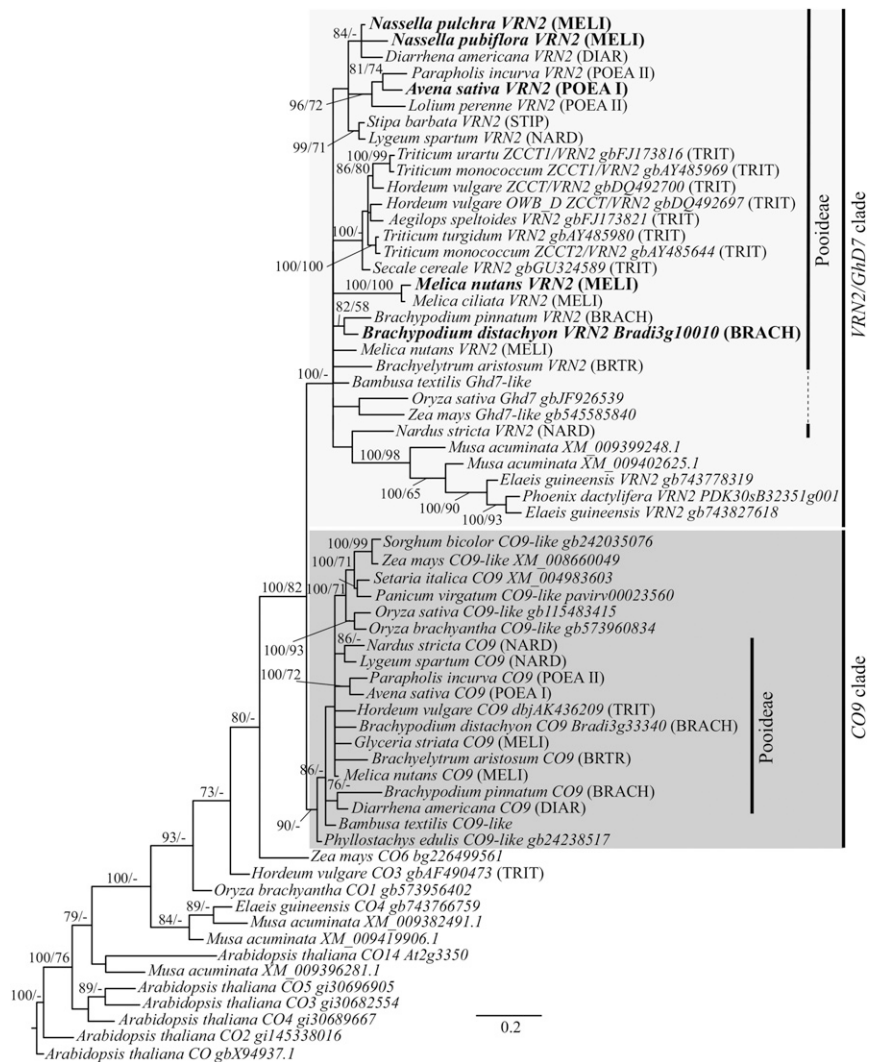 84/-
Nassella pulchra VRN2 (MELI)
Nassella pubiflora VRN2 (MELI)
Diarrhena americana VRN2 (DIAR)
81/74
Parapholis incurva VRN2 (POEA II)
Avena sativa VRN2 (POEA I)
96/72
Lolium perenne VRN2 (POEA II)
Stipa barbata VRN2 (STIP)
99/71
Lygeum spartum VRN2 (NARD)
100/99
86/80
Triticum urartu ZCCT1/VRN2 gbFJ173816 (TRIT)
Triticum monococcum ZCCT1/VRN2 gbAY485969 (TRIT)
Hordeum vulgare ZCCT/VRN2 gbDQ492700 (TRIT)
Hordeum vulgare OWB_D ZCCT/VRN2 gbDQ492697 (TRIT)
Aegilops speltoides VRN2 gbFJ173821 (TRIT)
100/-
Triticum turgidum VRN2 gbAY485980 (TRIT)
Triticum monococcum ZCCT2/VRN2 gbAY485644 (TRIT)
100/100
Secale cereale VRN2 gbGU324589 (TRIT)
100/100
Melica nutans VRN2 (MELI)
Melica ciliata VRN2 (MELI)
82/58
Brachypodium pinnatum VRN2 (BRACH)
Brachypodium distachyon VRN2 Bradi3g10010 (BRACH)
Melica nutans VRN2 (MELI)
Brachyelytrum aristosum VRN2 (BRTR)
100/-
Bambusa textilis Ghd7-like
Oryza sativa Ghd7 gbJF926539
Zea mays Ghd7-like gb545585840
Nardus stricta VRN2 (NARD)
100/98
Musa acuminata XM_009399248.1
Musa acuminata XM_009402625.1
100/65
Elaeis guineensis VRN2 gb743778319
100/90
Phoenix dactylifera VRN2 PDK30sB32351g001
100/93
Elaeis guineensis VRN2 gb743827618
Pooideae
VRN2/GhD7 clade
100/99
Sorghum bicolor CO9-like gb242035076
100/71
Zea mays CO9-like XM_008660049
100/82
100/71
Setaria italica CO9 XM_004983603
Panicum virgatum CO9-like pavirv00023560
Oryza sativa CO9-like gb115483415
Oryza brachyantha CO9-like gb573960834
100/93
86/-
Nardus stricta CO9 (NARD)
Lygeum spartum CO9 (NARD)
100/72
Parapholis incurva CO9 (POEA II)
Avena sativa CO9 (POEA I)
Hordeum vulgare CO9 dbjAK436209 (TRIT)
80/-
Brachypodium distachyon CO9 Bradi3g33340 (BRACH)
Glyceria striata CO9 (MELI)
Brachyelytrum aristosum CO9 (BRTR)
86/-
Melica nutans CO9 (MELI)
76/-
Brachypodium pinnatum CO9 (BRACH)
73/-
Diarrhena americana CO9 (DIAR)
90/-
Bambusa textilis CO9-like
Phyllostachys edulis CO9-like gb24238517
Pooideae
CO9 clade
93/-
Zea mays CO6 bg226499561
Hordeum vulgare CO3 gbAF490473 (TRIT)
100/-
Oryza brachyantha CO1 gb573956402
89/-
Elaeis guineensis CO4 gb743766759
79/-
84/-
Musa acuminata XM_009382491.1
Musa acuminata XM_009419906.1
100/76
Arabidopsis thaliana CO14 At2g3350
Musa acuminata XM_009396281.1
89/-
Arabidopsis thaliana CO5 gi30696905
100/-
Arabidopsis thaliana CO3 gi30682554
Arabidopsis thaliana CO4 gi30689667
Arabidopsis thaliana CO2 gi145338016
Arabidopsis thaliana CO gbX94937.1
0.2